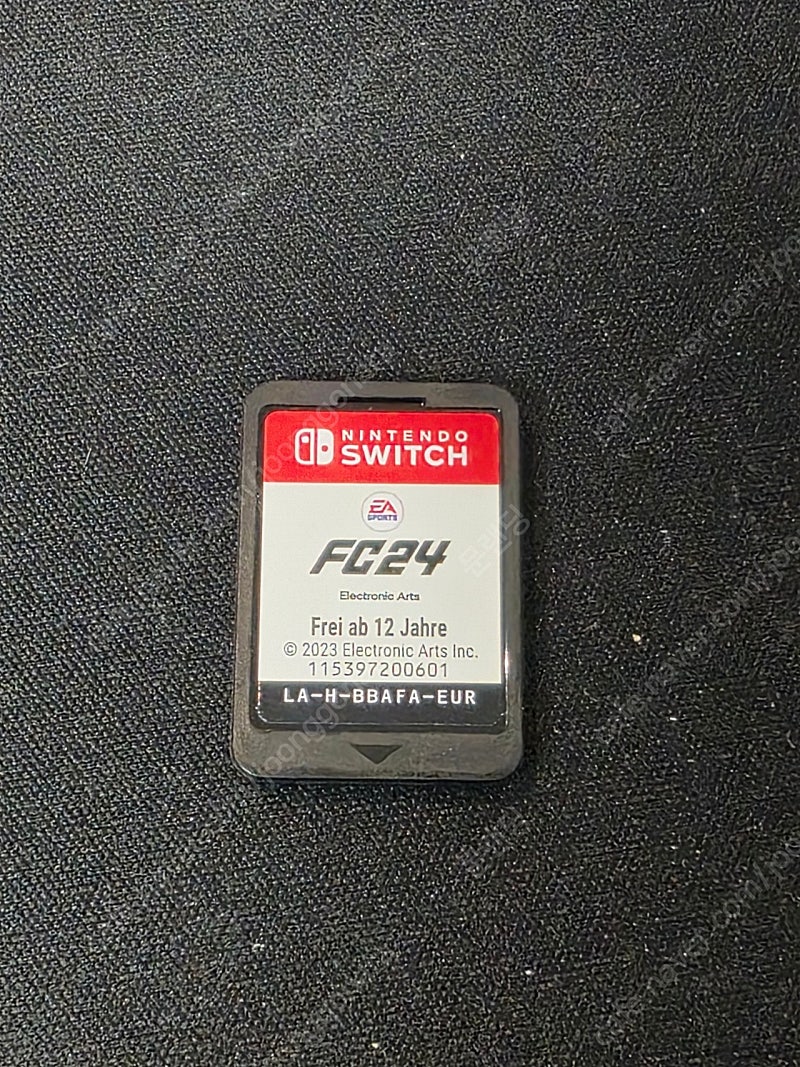 NINTENDO
SWITCH
EA
SPORTS
FC24
Electronic Arts
Frei ab 12 Jahre
© 2023 Electronic Arts Inc.
115397200601
LA-H-BBAFA-EUR